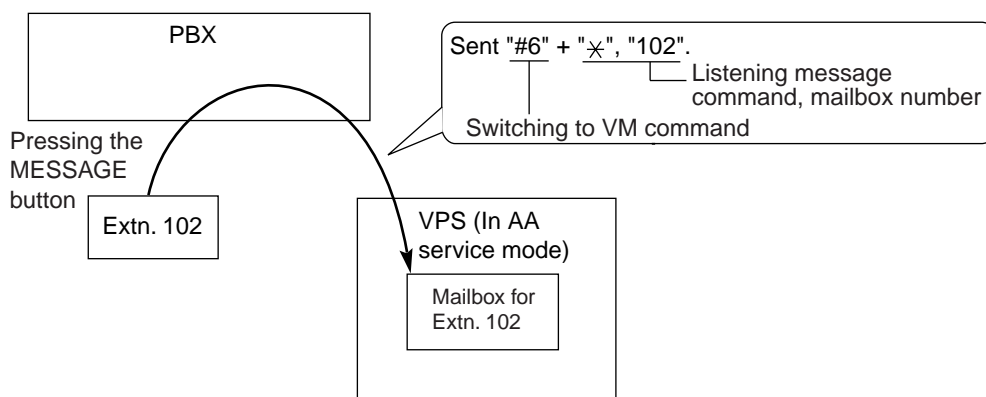 PBX
Sent "#6" + "✳", "102".
Listening message
command, mailbox number
Switching to VM command
Pressing the
MESSAGE
button
Extn. 102
VPS (In AA
service mode)
Mailbox for
Extn. 102